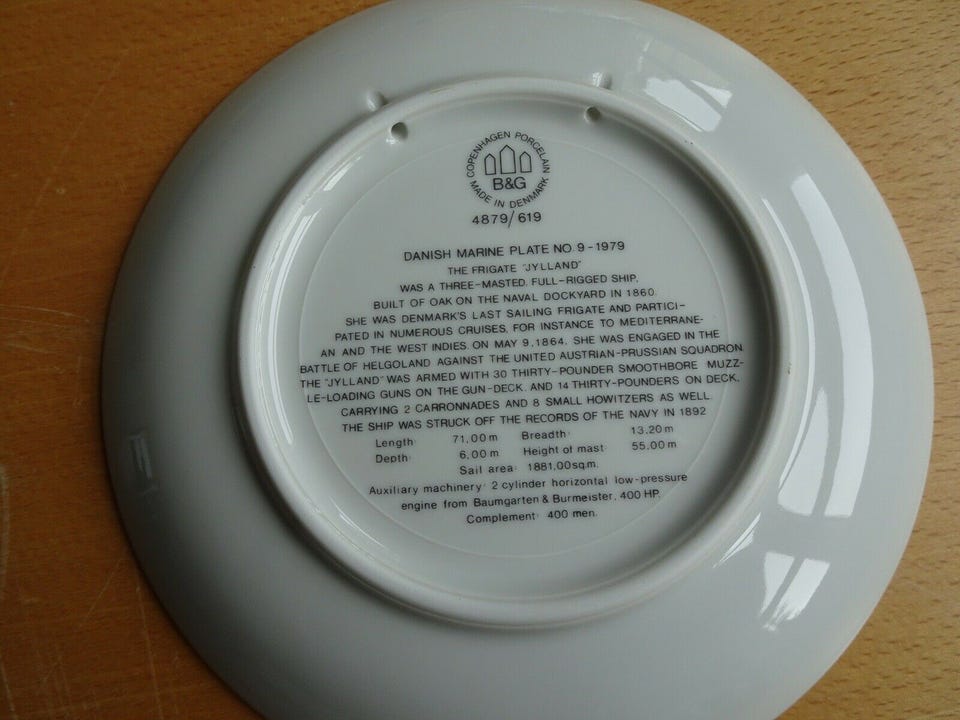 COPENHAGEN PORCELAIN
B&G
MADE IN DENMARK
4879/619
DANISH MARINE PLATE NO. 9 - 1979
THE FRIGATE "JYLLAND"
WAS A THREE-MASTED, FULL-RIGGED SHIP,
BUILT OF OAK ON THE NAVAL DOCKYARD IN 1860.
SHE WAS DENMARK'S LAST SAILING FRIGATE AND PARTICI-
PATED IN NUMEROUS CRUISES, FOR INSTANCE TO MEDITERRANE-
AN AND THE WEST INDIES. ON MAY 9, 1864, SHE WAS ENGAGED IN THE
BATTLE OF HELGOLAND AGAINST THE UNITED AUSTRIAN-PRUSSIAN SQUADRON.
THE "JYLLAND" WAS ARMED WITH 30 THIRTY-POUNDER SMOOTHBORE MUZZ-
LE-LOADING GUNS ON THE GUN-DECK, AND 14 THIRTY-POUNDERS ON DECK,
CARRYING 2 CARRONNADES AND 8 SMALL HOWITZERS AS WELL.
THE SHIP WAS STRUCK OFF THE RECORDS OF THE NAVY IN 1892
Length: 71,00 m Breadth: 13,20 m
Depth: 6,00 m Height of mast: 55,00 m
Sail area: 1881,00 sq.m.
Auxiliary machinery: 2 cylinder horizontal low-pressure
engine from Baumgarten & Burmeister, 400 HP.
Complement: 400 men.